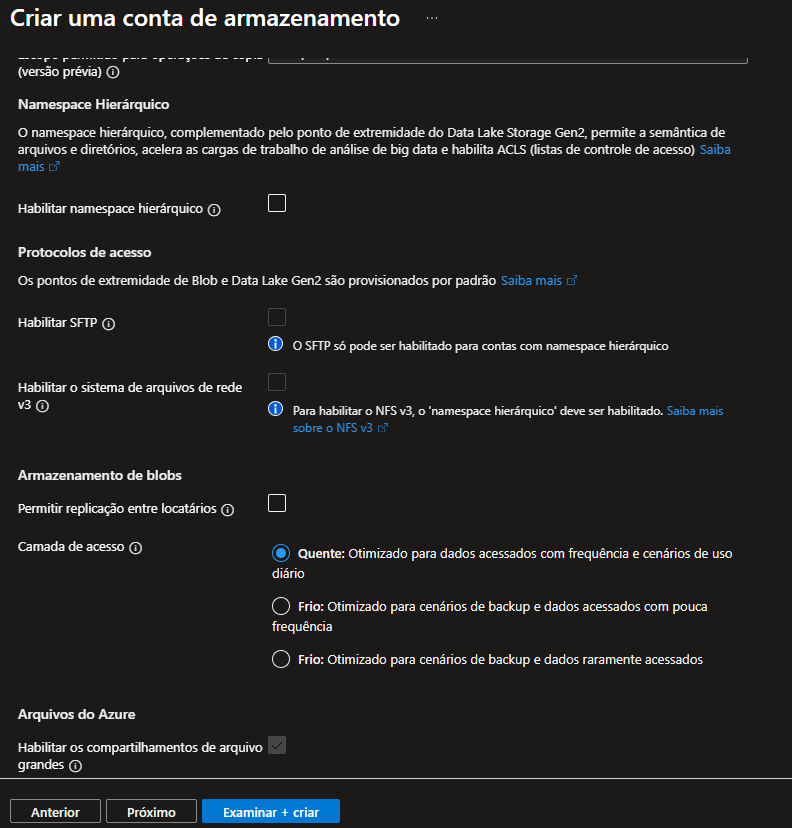 Criar uma conta de armazenamento
...
(versão prévia)
Namespace Hierárquico
O namespace hierárquico, complementado pelo ponto de extremidade do Data Lake Storage Gen2, permite a semântica de
arquivos e diretórios, acelera as cargas de trabalho de análise de big data e habilita ACLS (listas de controle de acesso) Saiba
mais
Habilitar namespace hierárquico
Protocolos de acesso
Os pontos de extremidade de Blob e Data Lake Gen2 são provisionados por padrão Saiba mais
Habilitar SFTP
O SFTP só pode ser habilitado para contas com namespace hierárquico
Habilitar o sistema de arquivos de rede
v3
Para habilitar o NFS v3, o 'namespace hierárquico' deve ser habilitado. Saiba mais
sobre o NFS v3
Armazenamento de blobs
Permitir replicação entre locatários
Camada de acesso
Quente: Otimizado para dados acessados com frequência e cenários de uso
diário
Frio: Otimizado para cenários de backup e dados acessados com pouca
frequência
Frio: Otimizado para cenários de backup e dados raramente acessados
Arquivos do Azure
Habilitar os compartilhamentos de arquivo
grandes
Anterior
Próximo
Examinar + criar